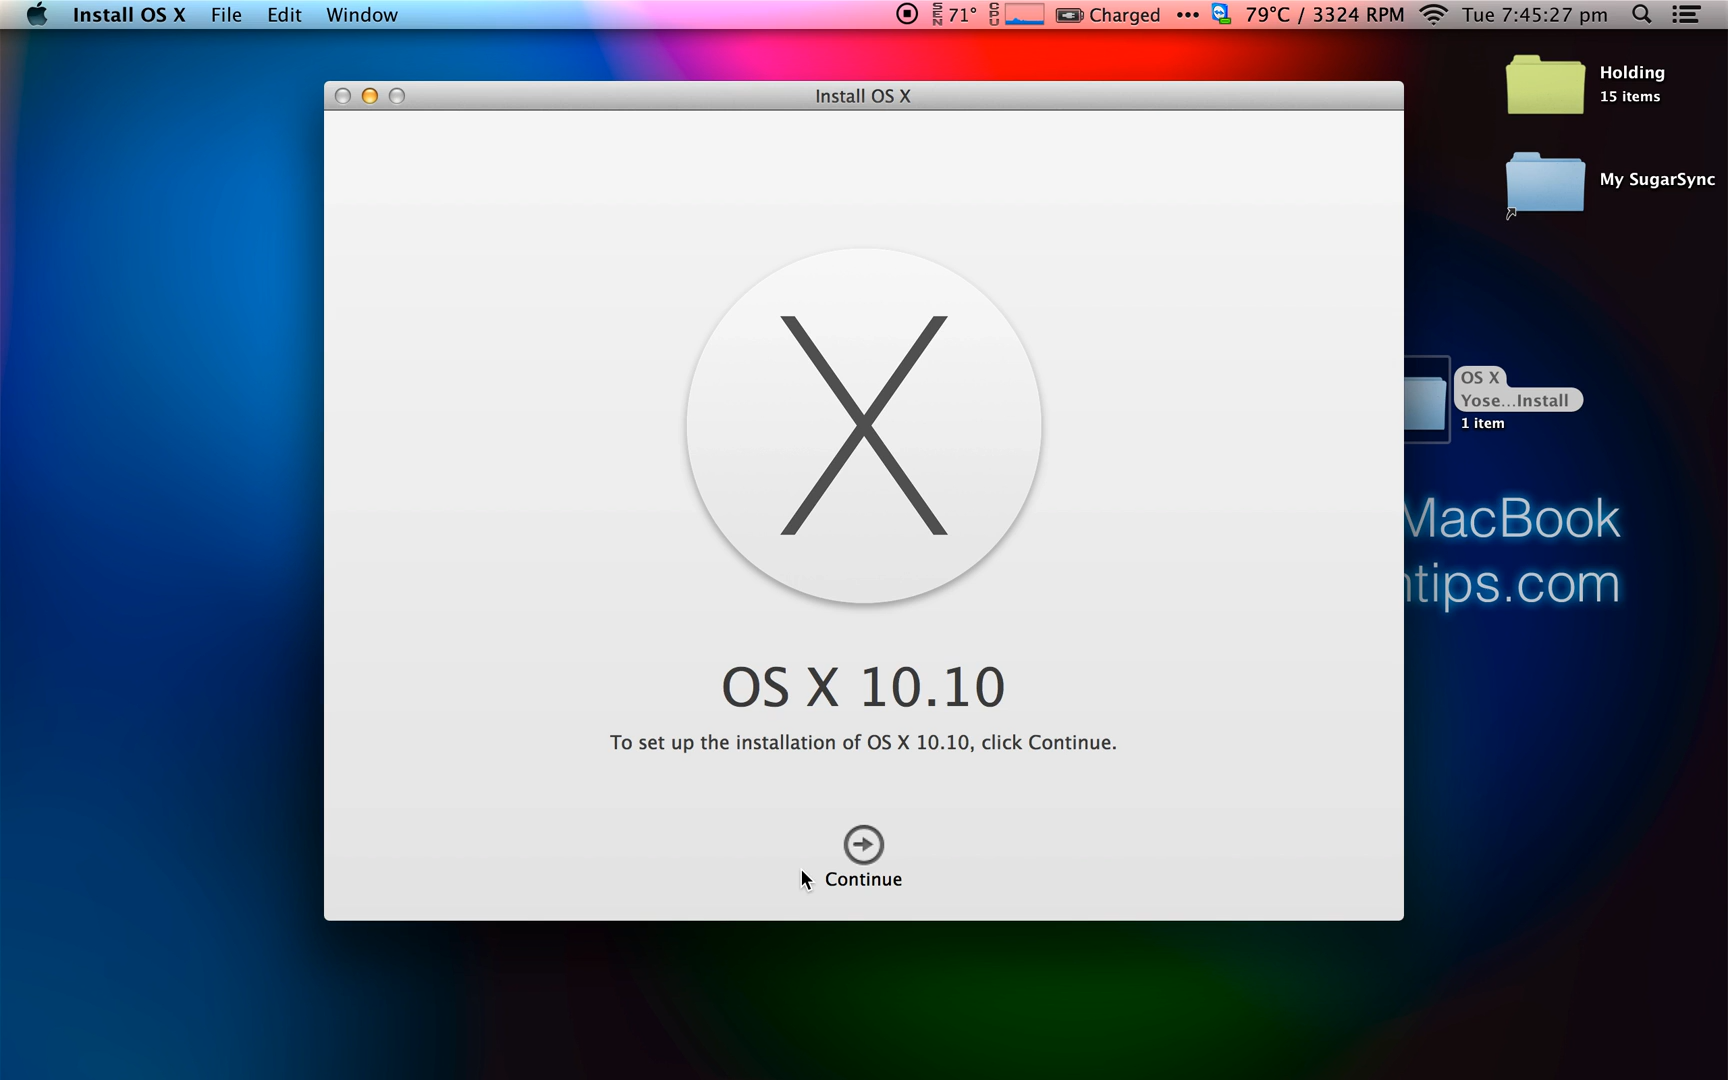 Install OS X File Edit Window SEN 71° CPU Charged 79°C / 3324 RPM Tue 7:45:27 pm
Install OS X
Holding
15 items
My SugarSync
X
OS X
Yose...Install
1 item
MacBook
tips.com
OS X 10.10
To set up the installation of OS X 10.10, click Continue.
Continue